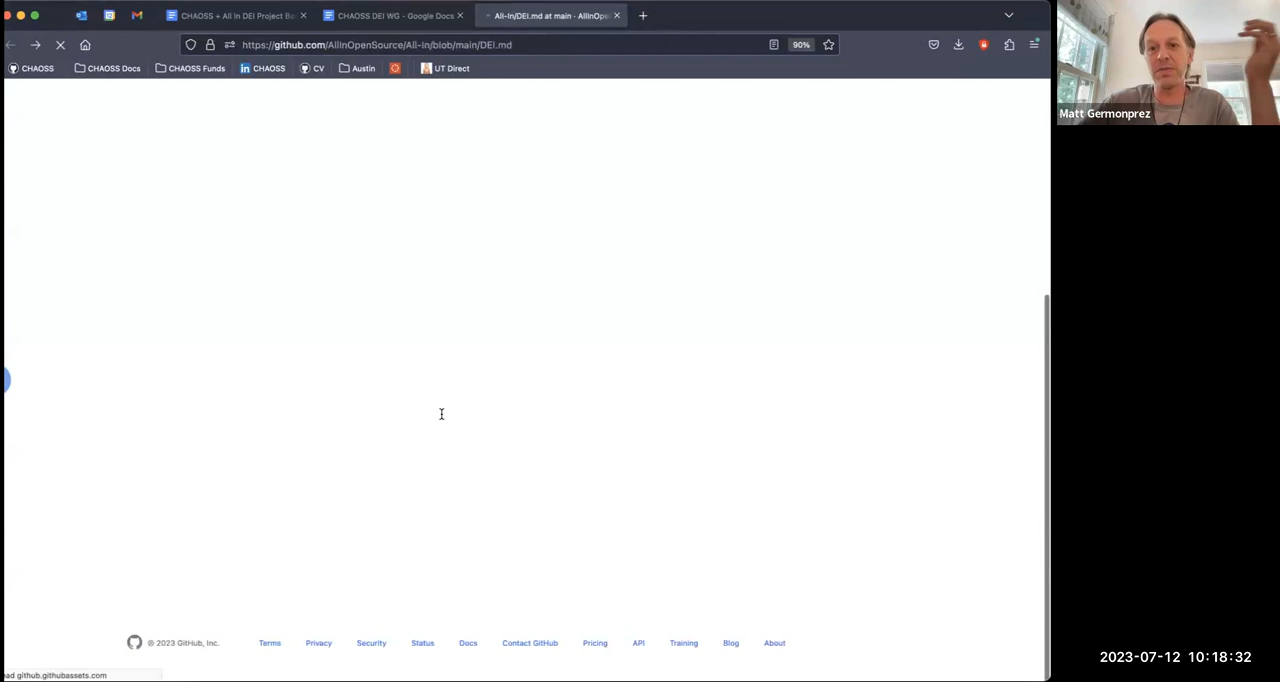 CHAOSS + All In DEI Project Ba
CHAOSS DEI WG - Google Docs
All-In/DEI.md at main · AllInOpe
https://github.com/AllInOpenSource/All-In/blob/main/DEI.md
90%
CHAOSS
CHAOSS Docs
CHAOSS Funds
CHAOSS
CV
Austin
UT Direct
Matt Germonprez
© 2023 GitHub, Inc.
Terms
Privacy
Security
Status
Docs
Contact GitHub
Pricing
API
Training
Blog
About
ead github.githubassets.com
2023-07-12 10:18:32